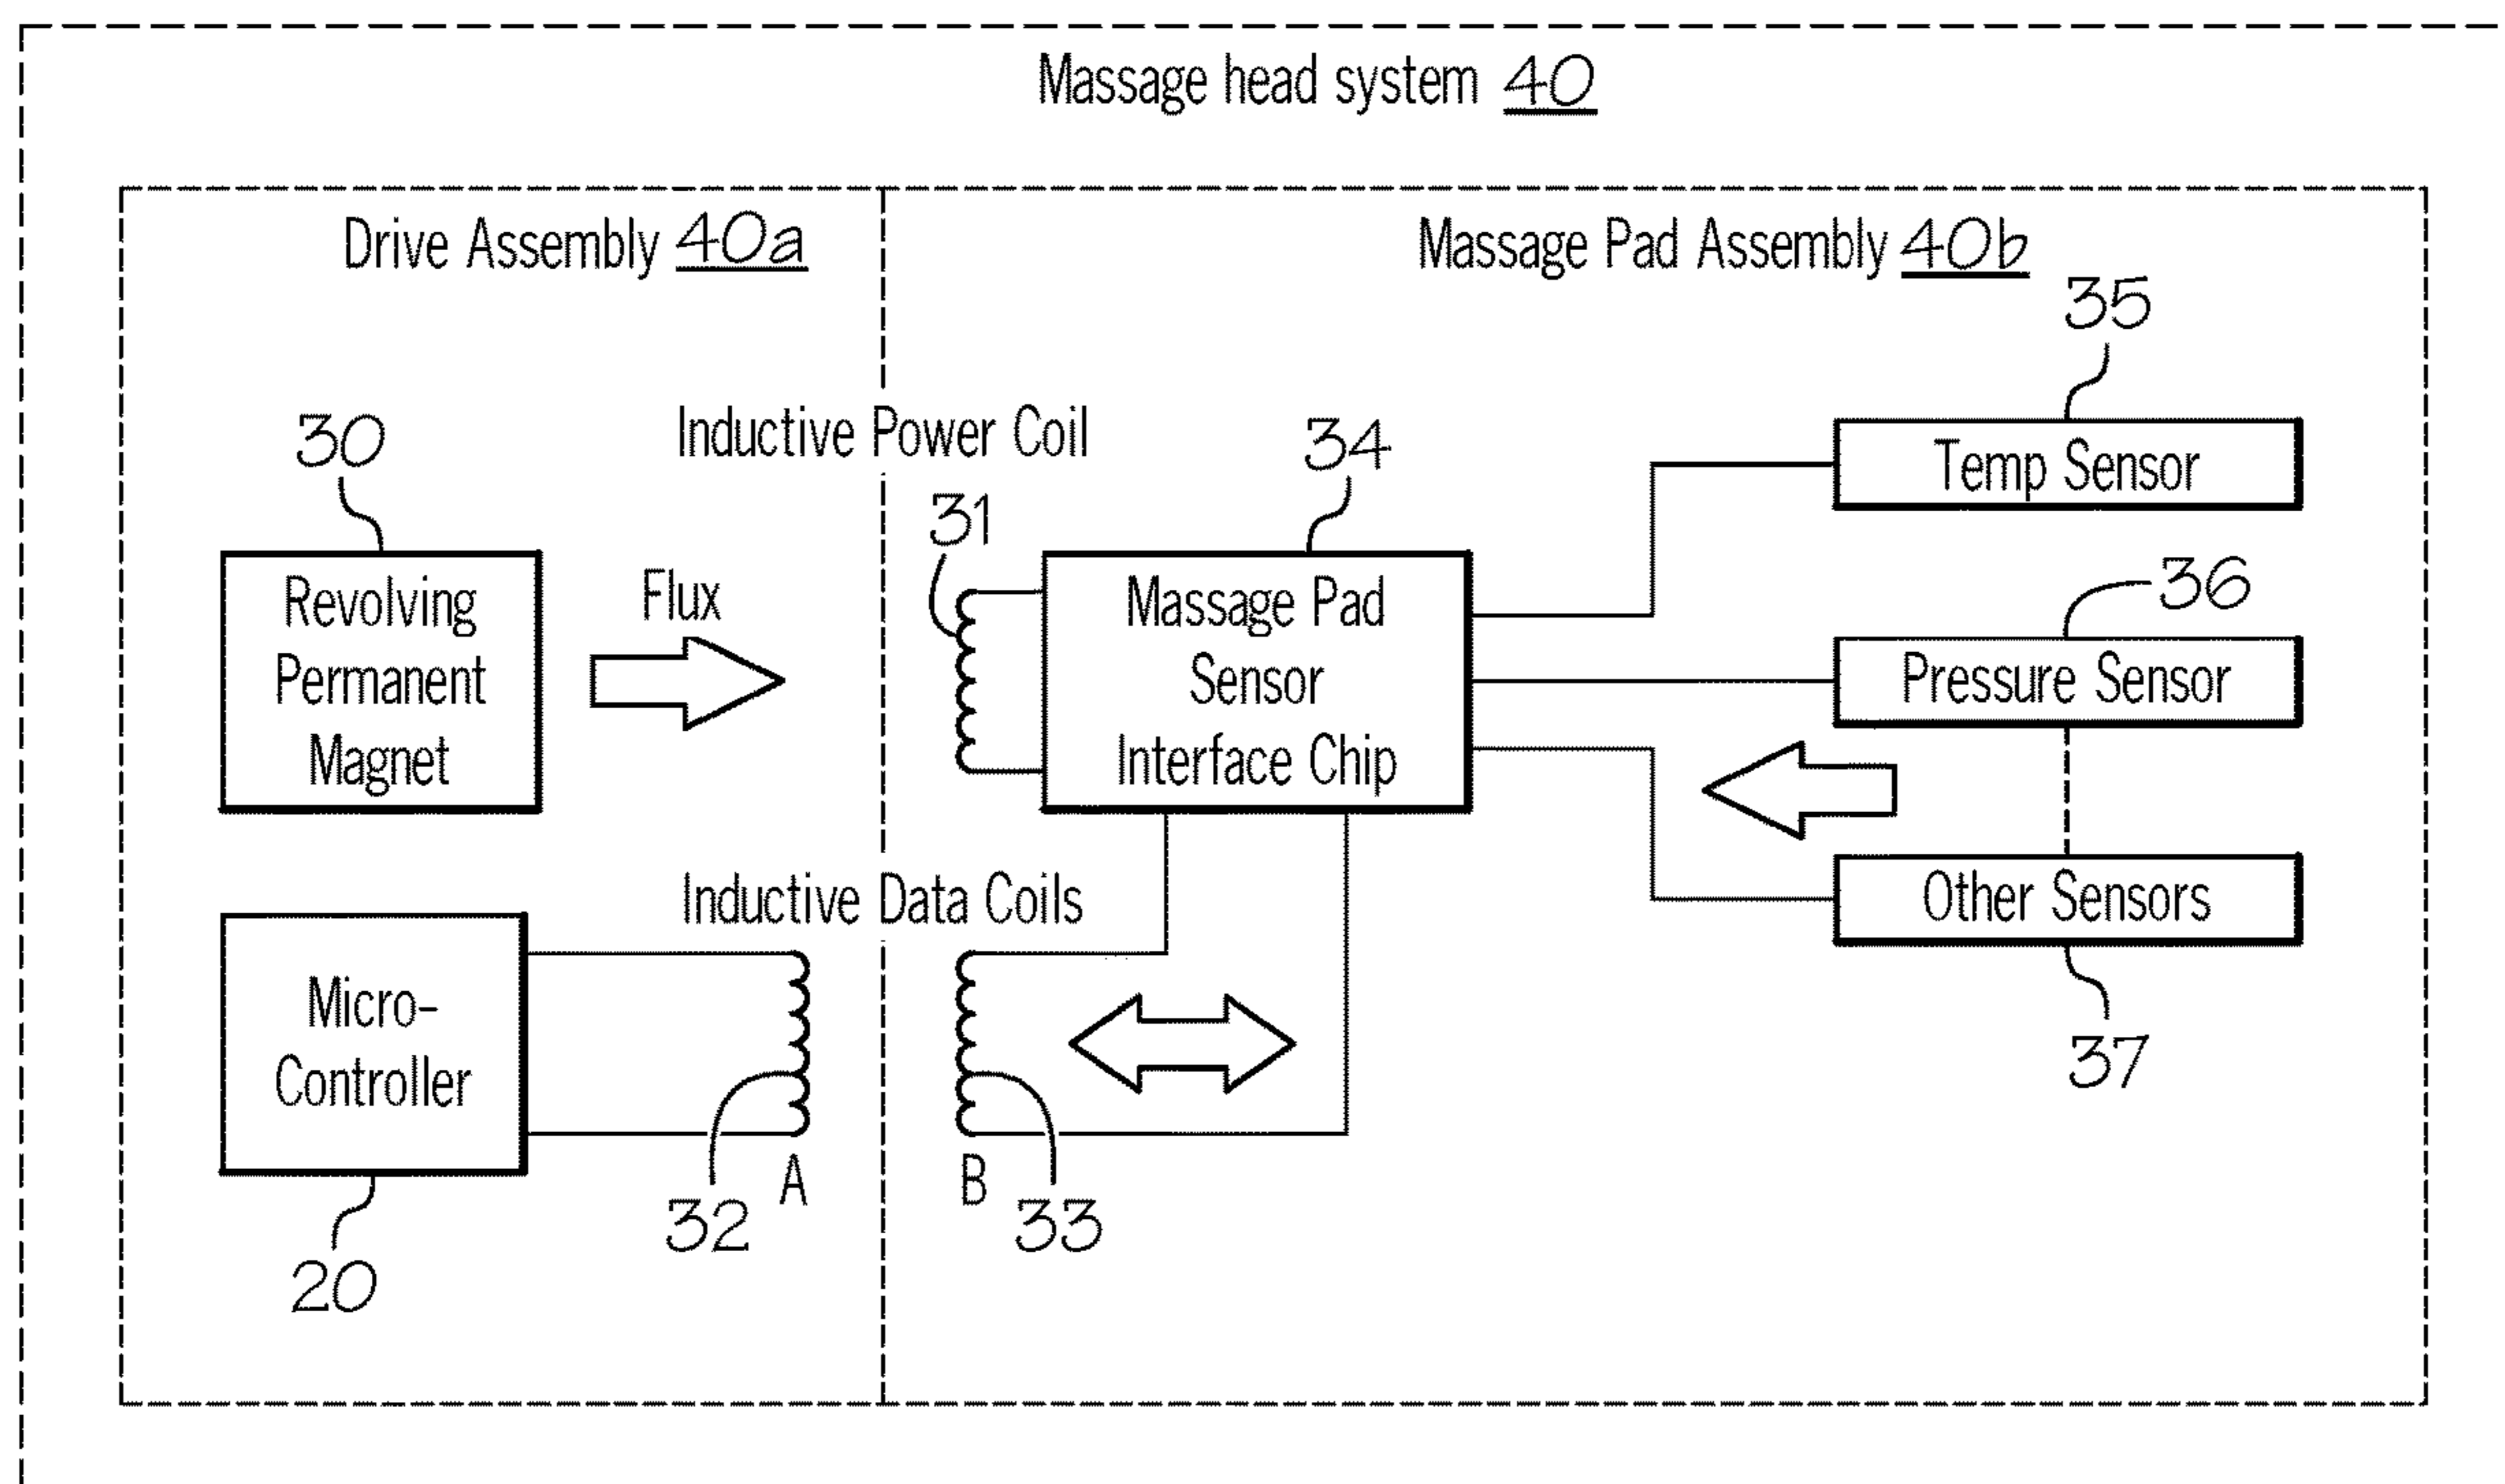 Massage head system 40
Drive Assembly 40a
Massage Pad Assembly 40b
35
Inductive Power Coil
30
34
31
Temp Sensor
Revolving
Permanent
Magnet
Flux
Massage Pad
Sensor
Interface Chip
36
Pressure Sensor
Inductive Data Coils
Other Sensors
Micro-
Controller
37
A
B
32
33
20